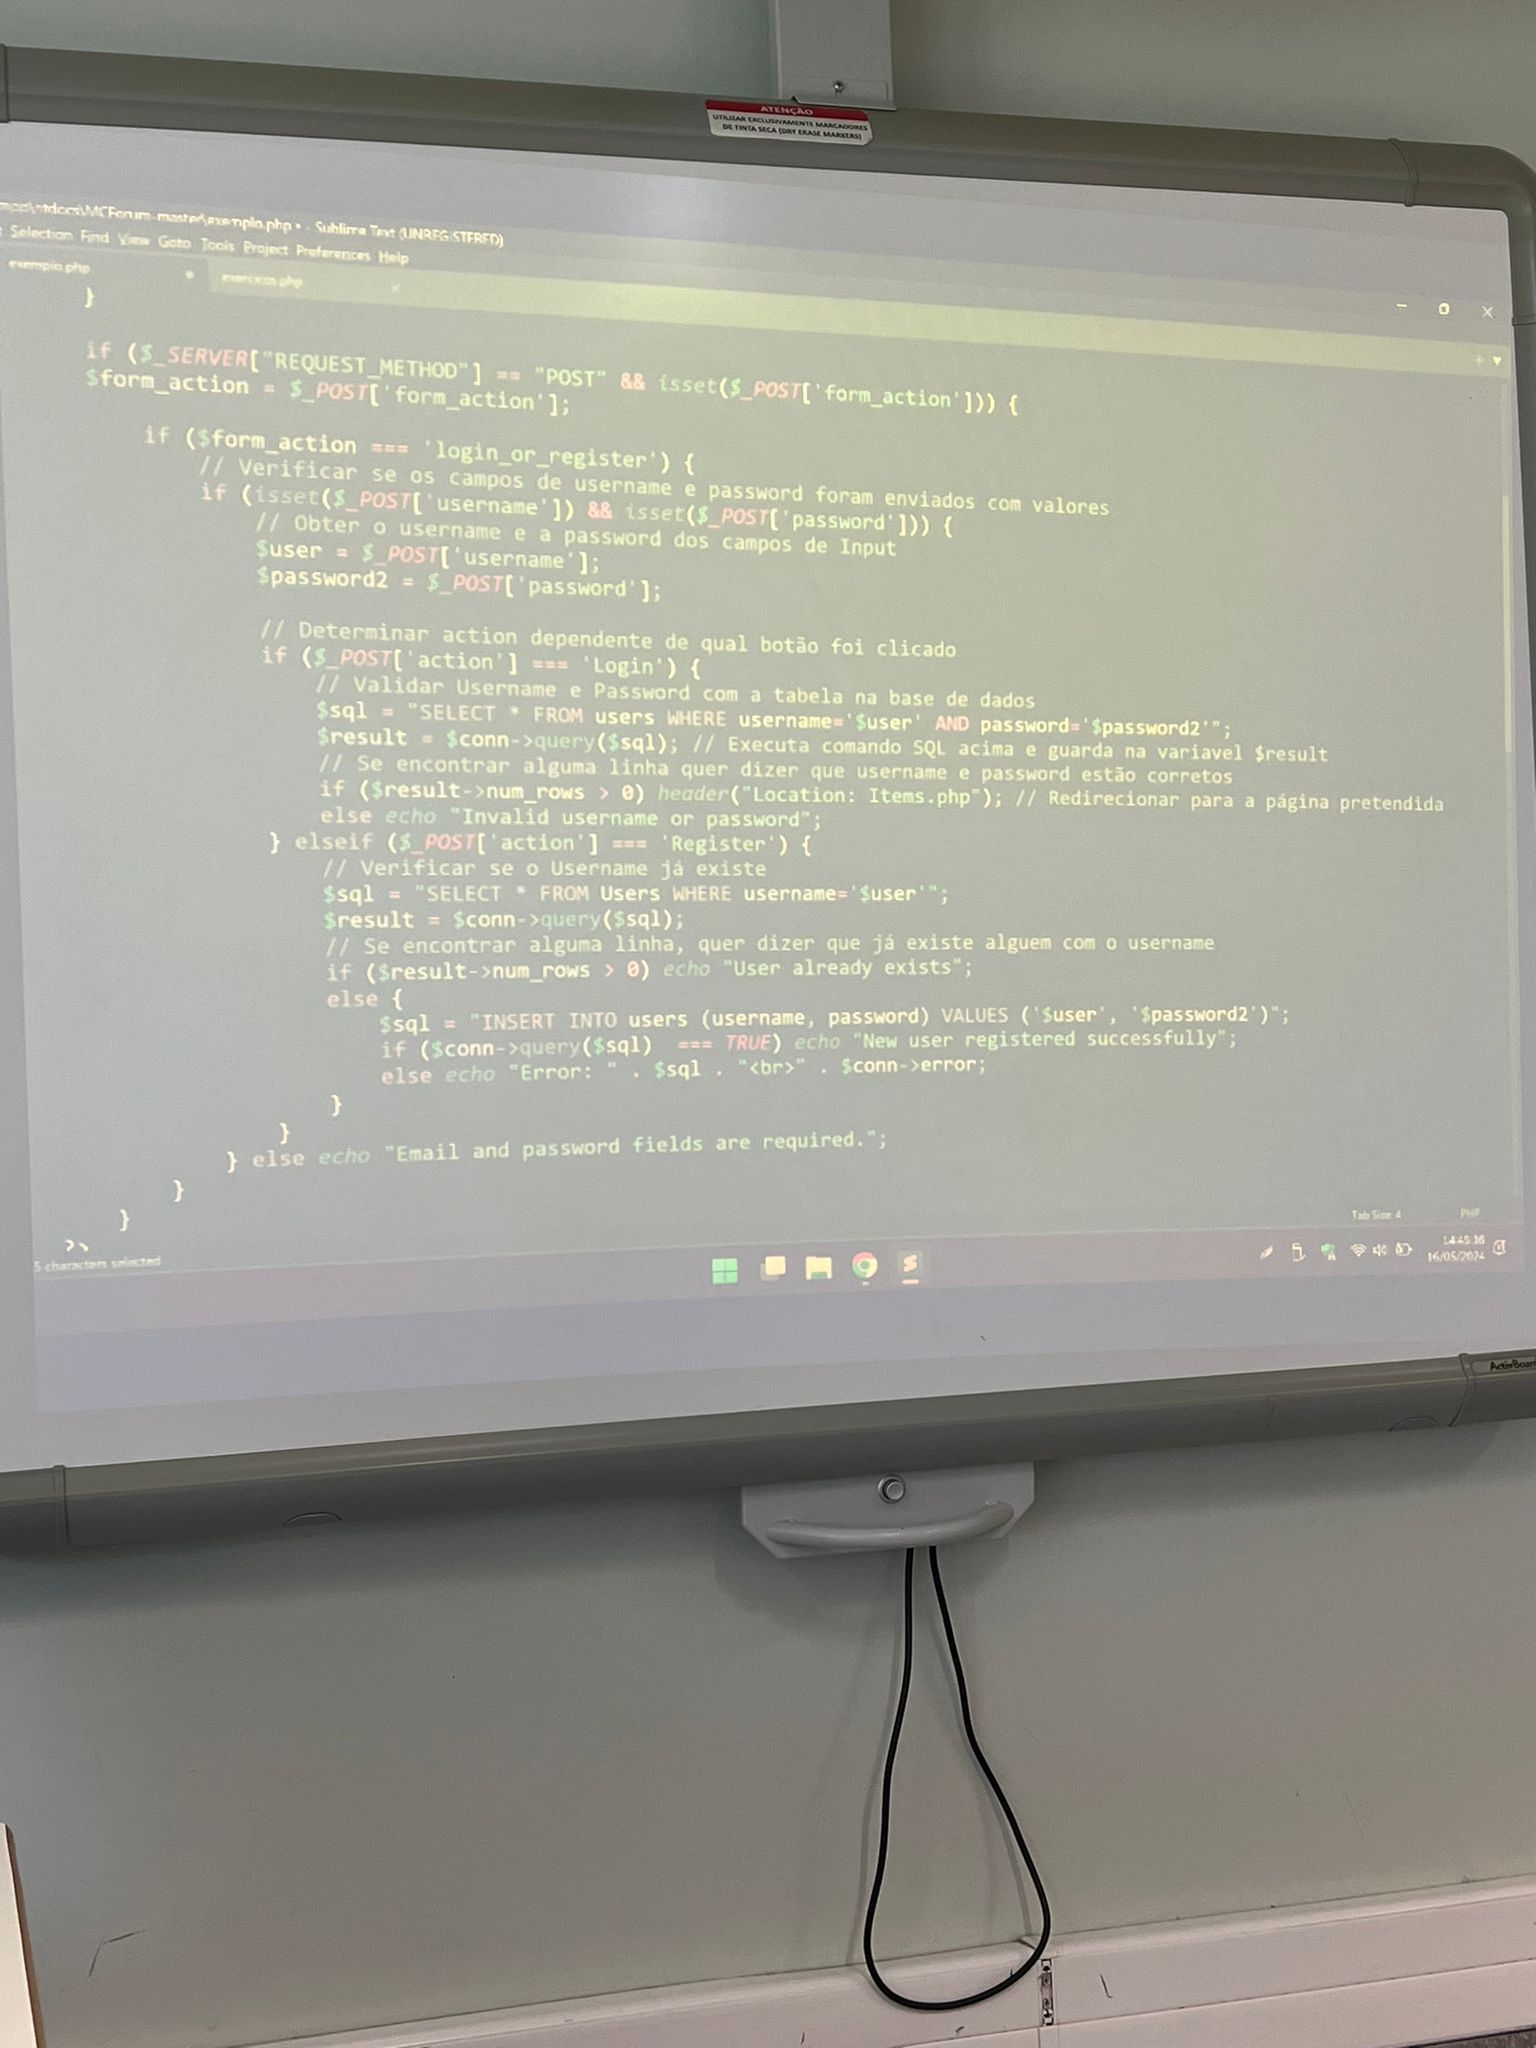 ATENÇÃO
UTILIZAR EXCLUSIVAMENTE MARCADORES
DE TINTA SECA (DRY ERASE MARKERS)
\MCForum-master\exemplo.php • - Sublime Text (UNREGISTERED)
Selection Find View Goto Tools Project Preferences Help
exemplo.php
}
if ($_SERVER["REQUEST_METHOD"] == "POST" && isset($_POST['form_action'])) {
$form_action = $_POST['form_action'];
if ($form_action === 'login_or_register') {
// Verificar se os campos de username e password foram enviados com valores
if (isset($_POST['username']) && isset($_POST['password'])) {
// Obter o username e a password dos campos de Input
$user = $_POST['username'];
$password2 = $_POST['password'];
// Determinar action dependente de qual botão foi clicado
if ($_POST['action'] === 'Login') {
// Validar Username e Password com a tabela na base de dados
$sql = "SELECT * FROM users WHERE username='$user' AND password='$password2'";
$result = $conn->query($sql); // Executa comando SQL acima e guarda na variavel $result
// Se encontrar alguma linha quer dizer que username e password estão corretos
if ($result->num_rows > 0) header("Location: Items.php"); // Redirecionar para a página pretendida
else echo "Invalid username or password";
} elseif ($_POST['action'] === 'Register') {
// Verificar se o Username já existe
$sql = "SELECT * FROM Users WHERE username='$user'";
$result = $conn->query($sql);
// Se encontrar alguma linha, quer dizer que já existe alguem com o username
if ($result->num_rows > 0) echo "User already exists";
else {
$sql = "INSERT INTO users (username, password) VALUES ('$user', '$password2')";
if ($conn->query($sql) === TRUE) echo "New user registered successfully";
else echo "Error: " . $sql . "<br>" . $conn->error;
}
}
} else echo "Email and password fields are required.";
}
}
5 characters selected
Tab Size: 4 PHP
14:45:36
16/05/2024
ActivBoard